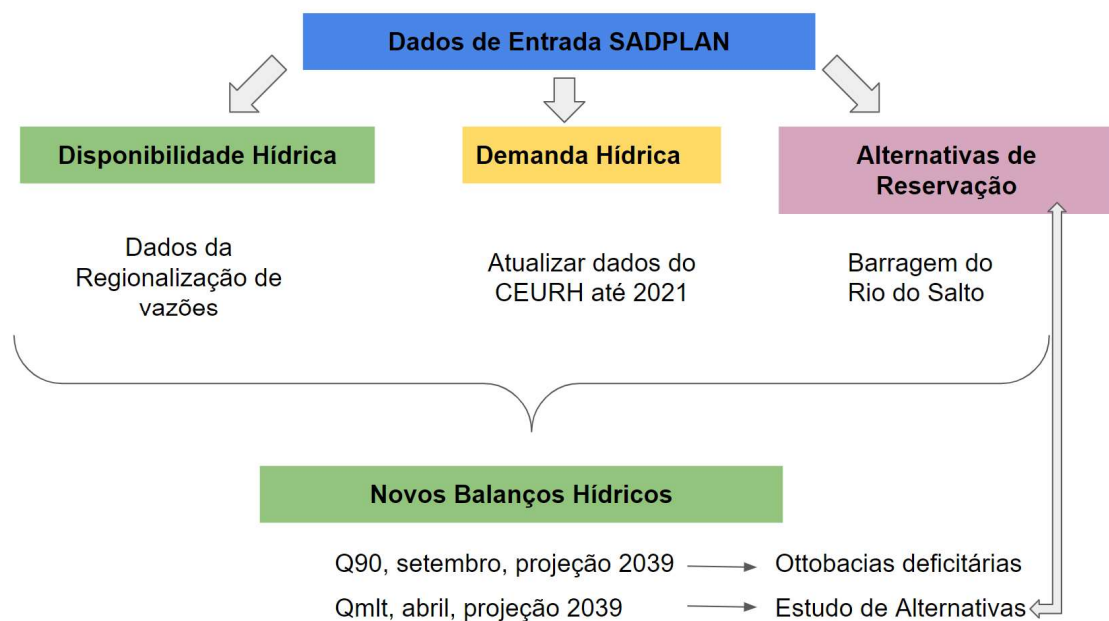 Dados de Entrada SADPLAN
Disponibilidade Hídrica
Demanda Hídrica
Alternativas de
Reservação
Dados da
Regionalização de
vazões
Atualizar dados do
CEURH até 2021
Barragem do
Rio do Salto
Novos Balanços Hídricos
Q90, setembro, projeção 2039
Ottobacias deficitárias
Qmlt, abril, projeção 2039
Estudo de Alternativas